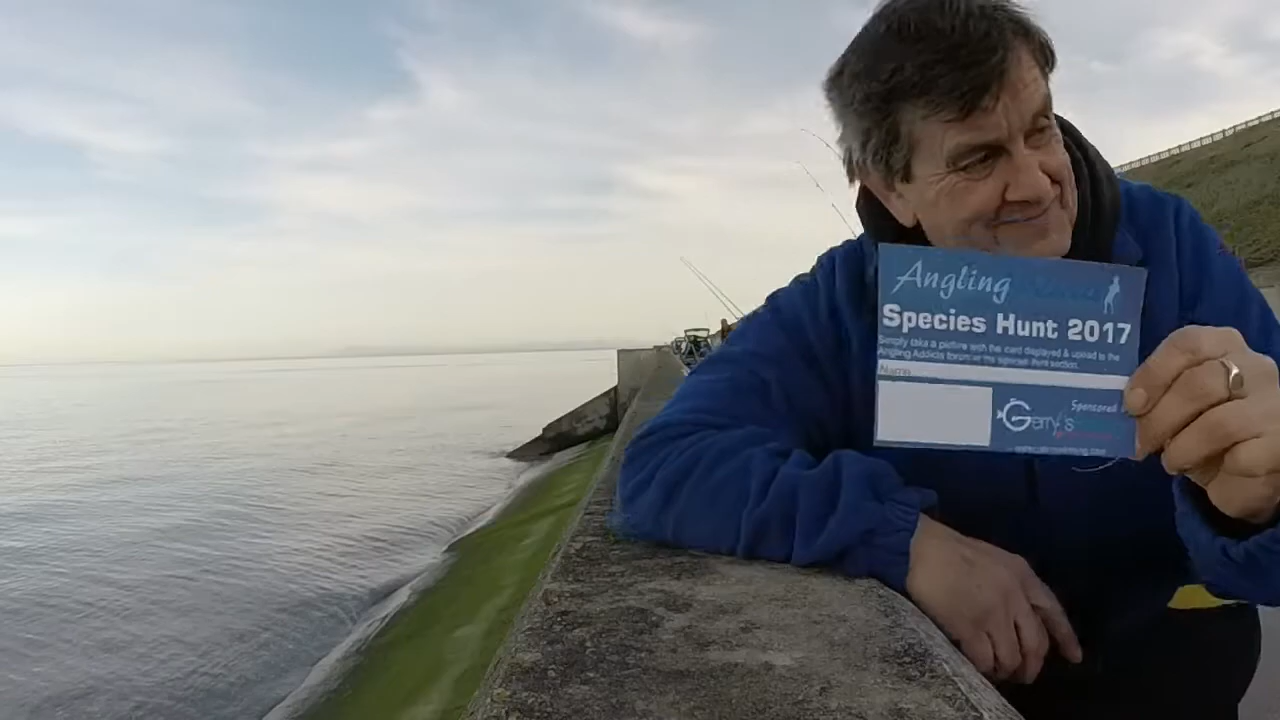 Angling
Species Hunt 2017
Simply take a picture with the card displayed & upload to the
Angling Addicts forum in the species hunt section.
Name
Sponsored
Gerry's